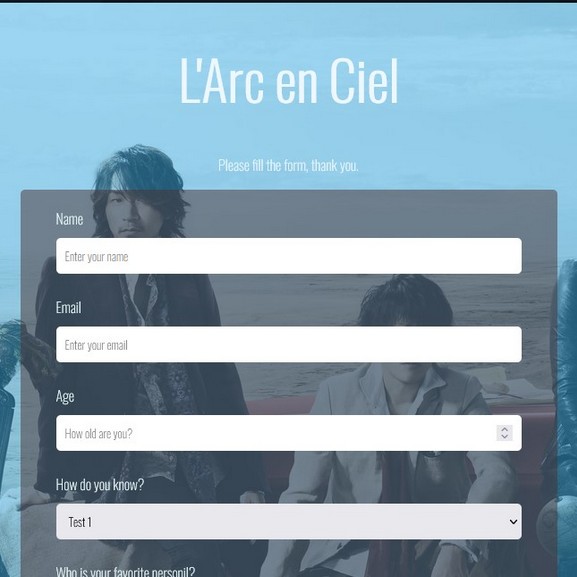 L'Arc en Ciel
Please fill the form, thank you.
Name
Enter your name
Email
Enter your email
Age
How old are you?
How do you know?
Test 1
Who is your favorite personil?